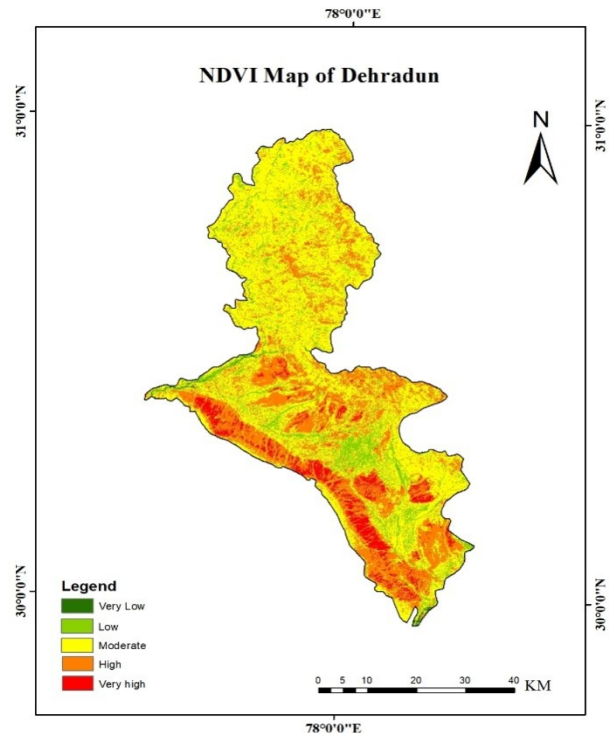 78°0'0"E
NDVI Map of Dehradun
31°0'0"N
31°0'0"N
N
30°0'0"N
30°0'0"N
Legend
Very Low
Low
Moderate
High
Very high
0 5 10 20 30 40
KM
78°0'0"E